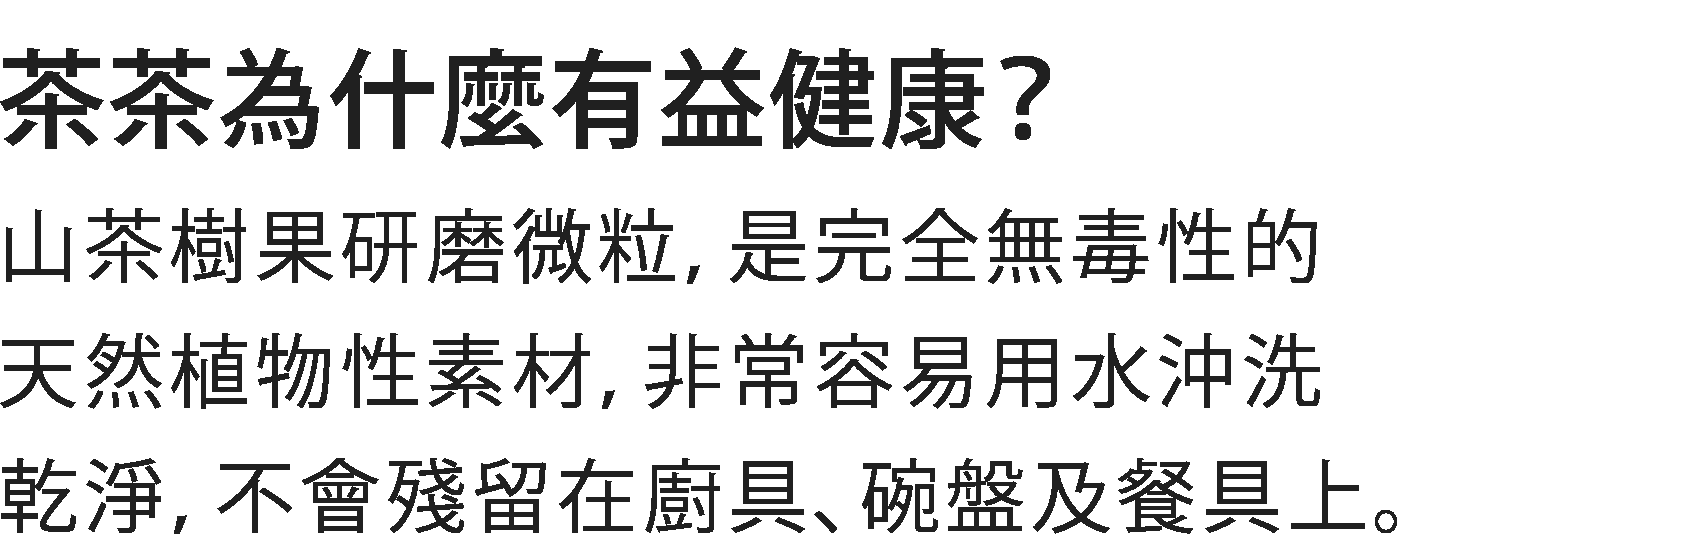 茶茶為什麼有益健康？
山茶樹果研磨微粒，是完全無毒性的
天然植物性素材，非常容易用水沖洗
乾淨，不會殘留在廚具、碗盤及餐具上。